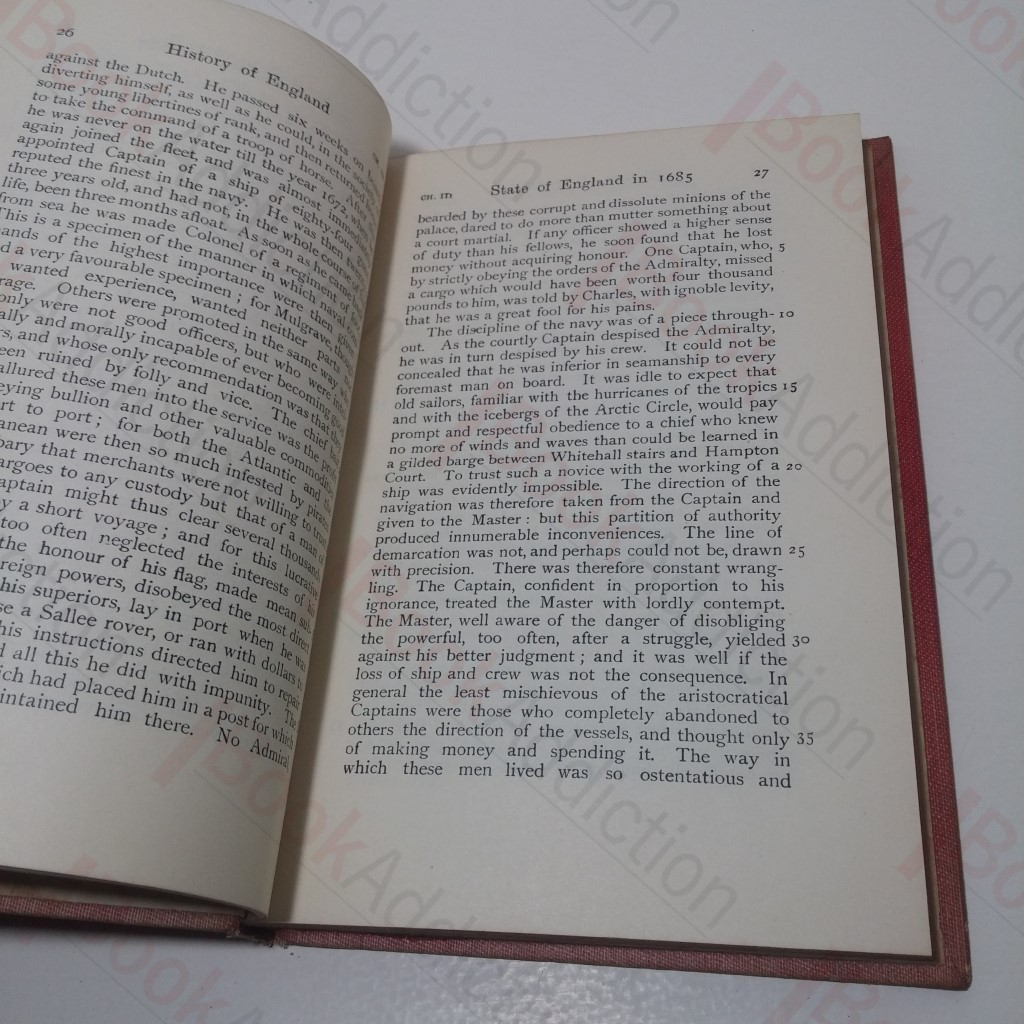 26
History of England
against the Dutch. He passed six weeks on
diverting himself, as well as he could, in the society
some young libertines of rank, and then returned
to take the command of a troop of horse. After
he was never on the water till the year 1672, when
again joined the fleet, and was almost immediately
appointed Captain of a ship of eighty-four guns,
reputed the finest in the navy. He was then twenty
three years old, and had not, in the whole course of
life, been three months afloat. As soon as he came back
from sea he was made Colonel of a regiment of foot
This is a specimen of the manner in which naval
ands of the highest importance were then given
d a very favourable specimen; for Mulgrave, though
wanted experience, wanted neither parts
rage. Others were promoted in the same way
only were not good officers, but who were
ally and morally incapable of ever becoming good
rs, and whose only recommendation was that they
een ruined by folly and vice. The chief bait
allured these men into the service was the profit
eying bullion and other valuable commodities
rt to port; for both the Atlantic and the
anean were then so much infested by pirates
bary that merchants were not willing to trust
argoes to any custody but that of a man of
aptain might thus clear several thousand
y a short voyage; and for this lucrative
too often neglected the interests of his
the honour of his flag, made mean sub-
reign powers, disobeyed the most direct
his superiors, lay in port when he was
se a Sallee rover, or ran with dollars to
his instructions directed him to repair
d all this he did with impunity. The
ich had placed him in a post for which
intained him there. No Admiral
CH. III State of England in 1685 27
bearded by these corrupt and dissolute minions of the
palace, dared to do more than mutter something about
a court martial. If any officer showed a higher sense
of duty than his fellows, he soon found that he lost
money without acquiring honour. One Captain, who, 5
by strictly obeying the orders of the Admiralty, missed
a cargo which would have been worth four thousand
pounds to him, was told by Charles, with ignoble levity,
that he was a great fool for his pains.
The discipline of the navy was of a piece through- 10
out. As the courtly Captain despised the Admiralty,
he was in turn despised by his crew. It could not be
concealed that he was inferior in seamanship to every
foremast man on board. It was idle to expect that
old sailors, familiar with the hurricanes of the tropics 15
and with the icebergs of the Arctic Circle, would pay
prompt and respectful obedience to a chief who knew
no more of winds and waves than could be learned in
a gilded barge between Whitehall stairs and Hampton
Court. To trust such a novice with the working of a 20
ship was evidently impossible. The direction of the
navigation was therefore taken from the Captain and
given to the Master: but this partition of authority
produced innumerable inconveniences. The line of
demarcation was not, and perhaps could not be, drawn 25
with precision. There was therefore constant wrang-
ling. The Captain, confident in proportion to his
ignorance, treated the Master with lordly contempt.
The Master, well aware of the danger of disobliging
the powerful, too often, after a struggle, yielded 30
against his better judgment; and it was well if the
loss of ship and crew was not the consequence. In
general the least mischievous of the aristocratical
Captains were those who completely abandoned to
others the direction of the vessels, and thought only 35
of making money and spending it. The way in
which these men lived was so ostentatious and